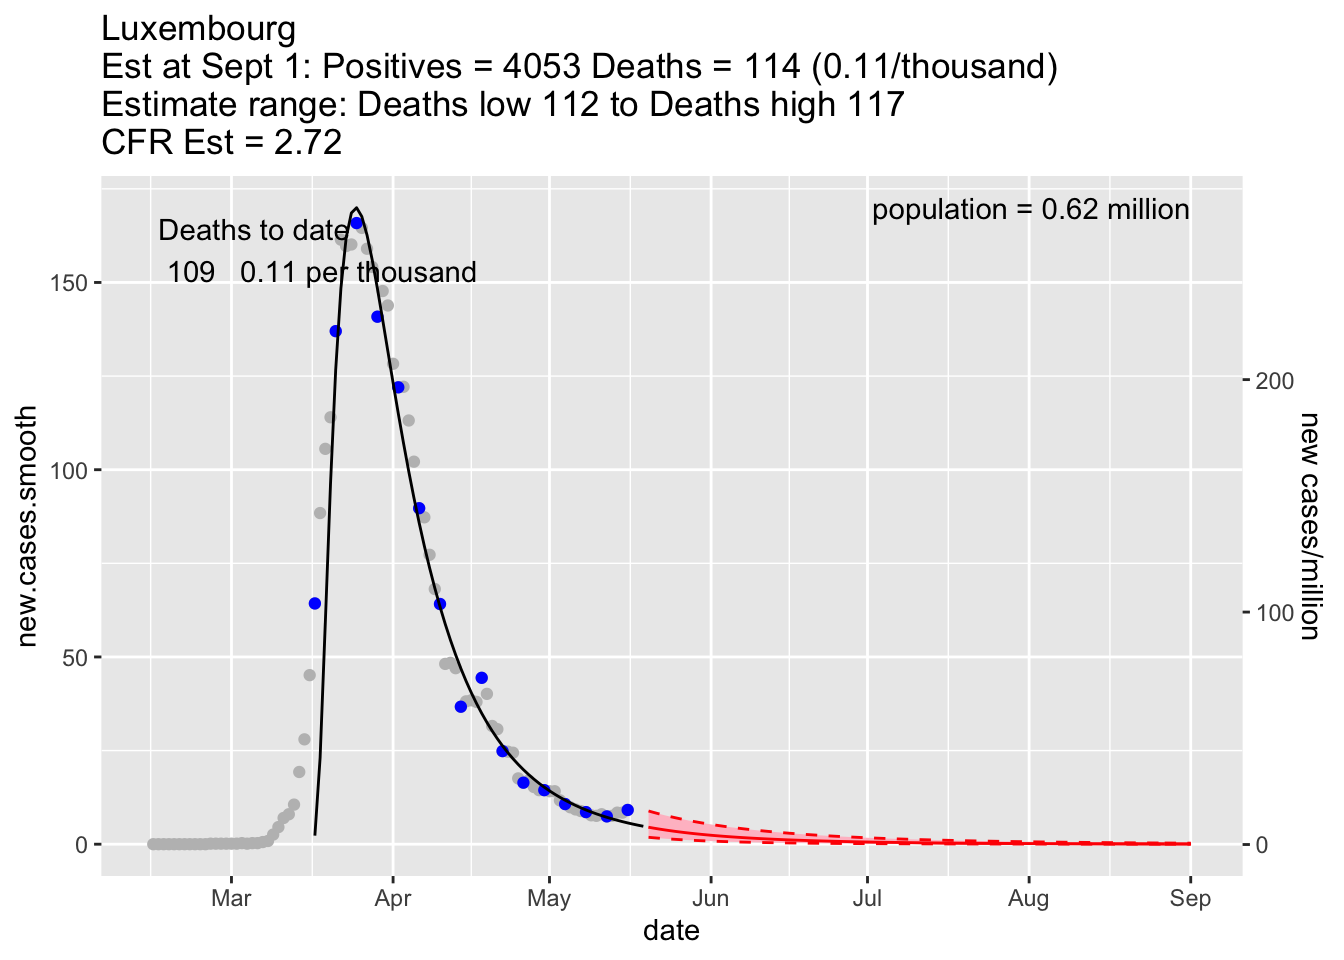 Luxembourg
Est at Sept 1: Positives = 4053 Deaths = 114 (0.11/thousand)
Estimate range: Deaths low 112 to Deaths high 117
CFR Est = 2.72
Deaths to date
109 0.11 per thousand
population = 0.62 million
new.cases.smooth
150
100
50
0
200
100
0
new cases/million
Mar Apr May Jun Jul Aug Sep
date